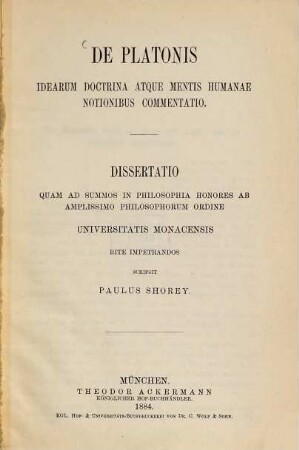 DE PLATONIS
IDEARUM DOCTRINA ATQUE MENTIS HUMANAE
NOTIONIBUS COMMENTATIO.
DISSERTATIO
QUAM AD SUMMOS IN PHILOSOPHIA HONORES AB
AMPLISSIMO PHILOSOPHORUM ORDINE
UNIVERSITATIS MONACENSIS
RITE IMPETRANDOS
SCRIPSIT
PAULUS SHOREY.
MÜNCHEN.
THEODOR ACKERMANN
KÖNIGLICHER HOF-BUCHHÄNDLER.
1884.
KGL. HOF- & UNIVERSITÄTS-BUCHDRUCKEREI VON DR. C. WOLF & SOHN.